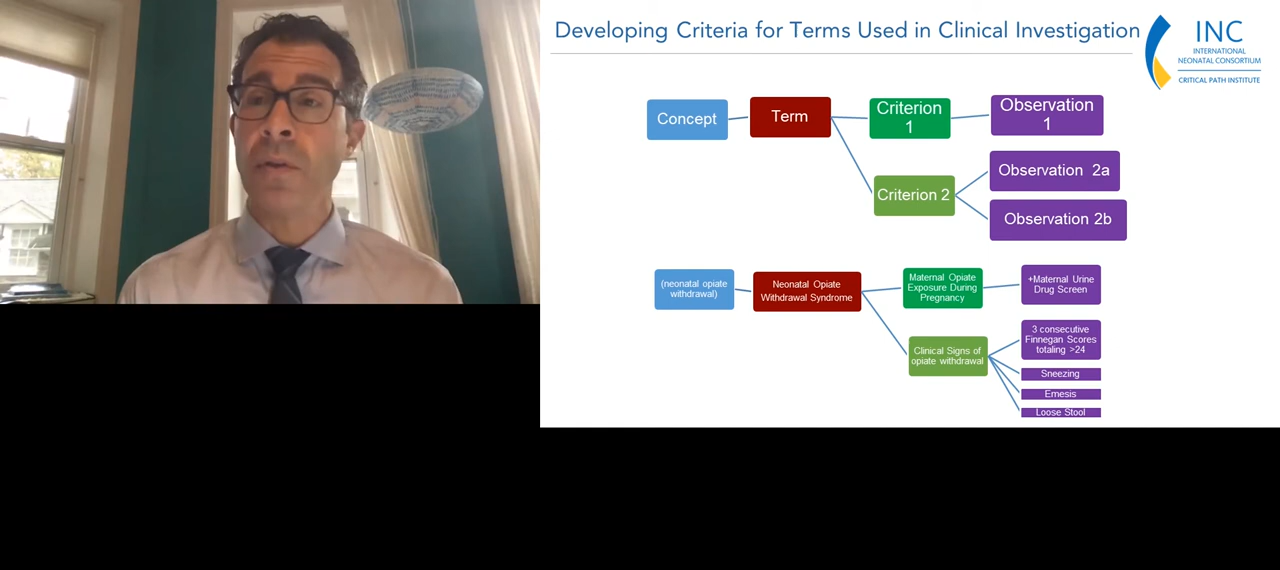 Developing Criteria for Terms Used in Clinical Investigation
INC
INTERNATIONAL
NEONATAL CONSORTIUM
CRITICAL PATH INSTITUTE
Concept
Term
Criterion
1
Observation
1
Criterion 2
Observation 2a
Observation 2b
(neonatal opiate
withdrawal)
Neonatal Opiate
Withdrawal Syndrome
Maternal Opiate
Exposure During
Pregnancy
+Maternal Urine
Drug Screen
Clinical Signs of
opiate withdrawal
3 consecutive
Finnegan Scores
totaling >24
Sneezing
Emesis
Loose Stool